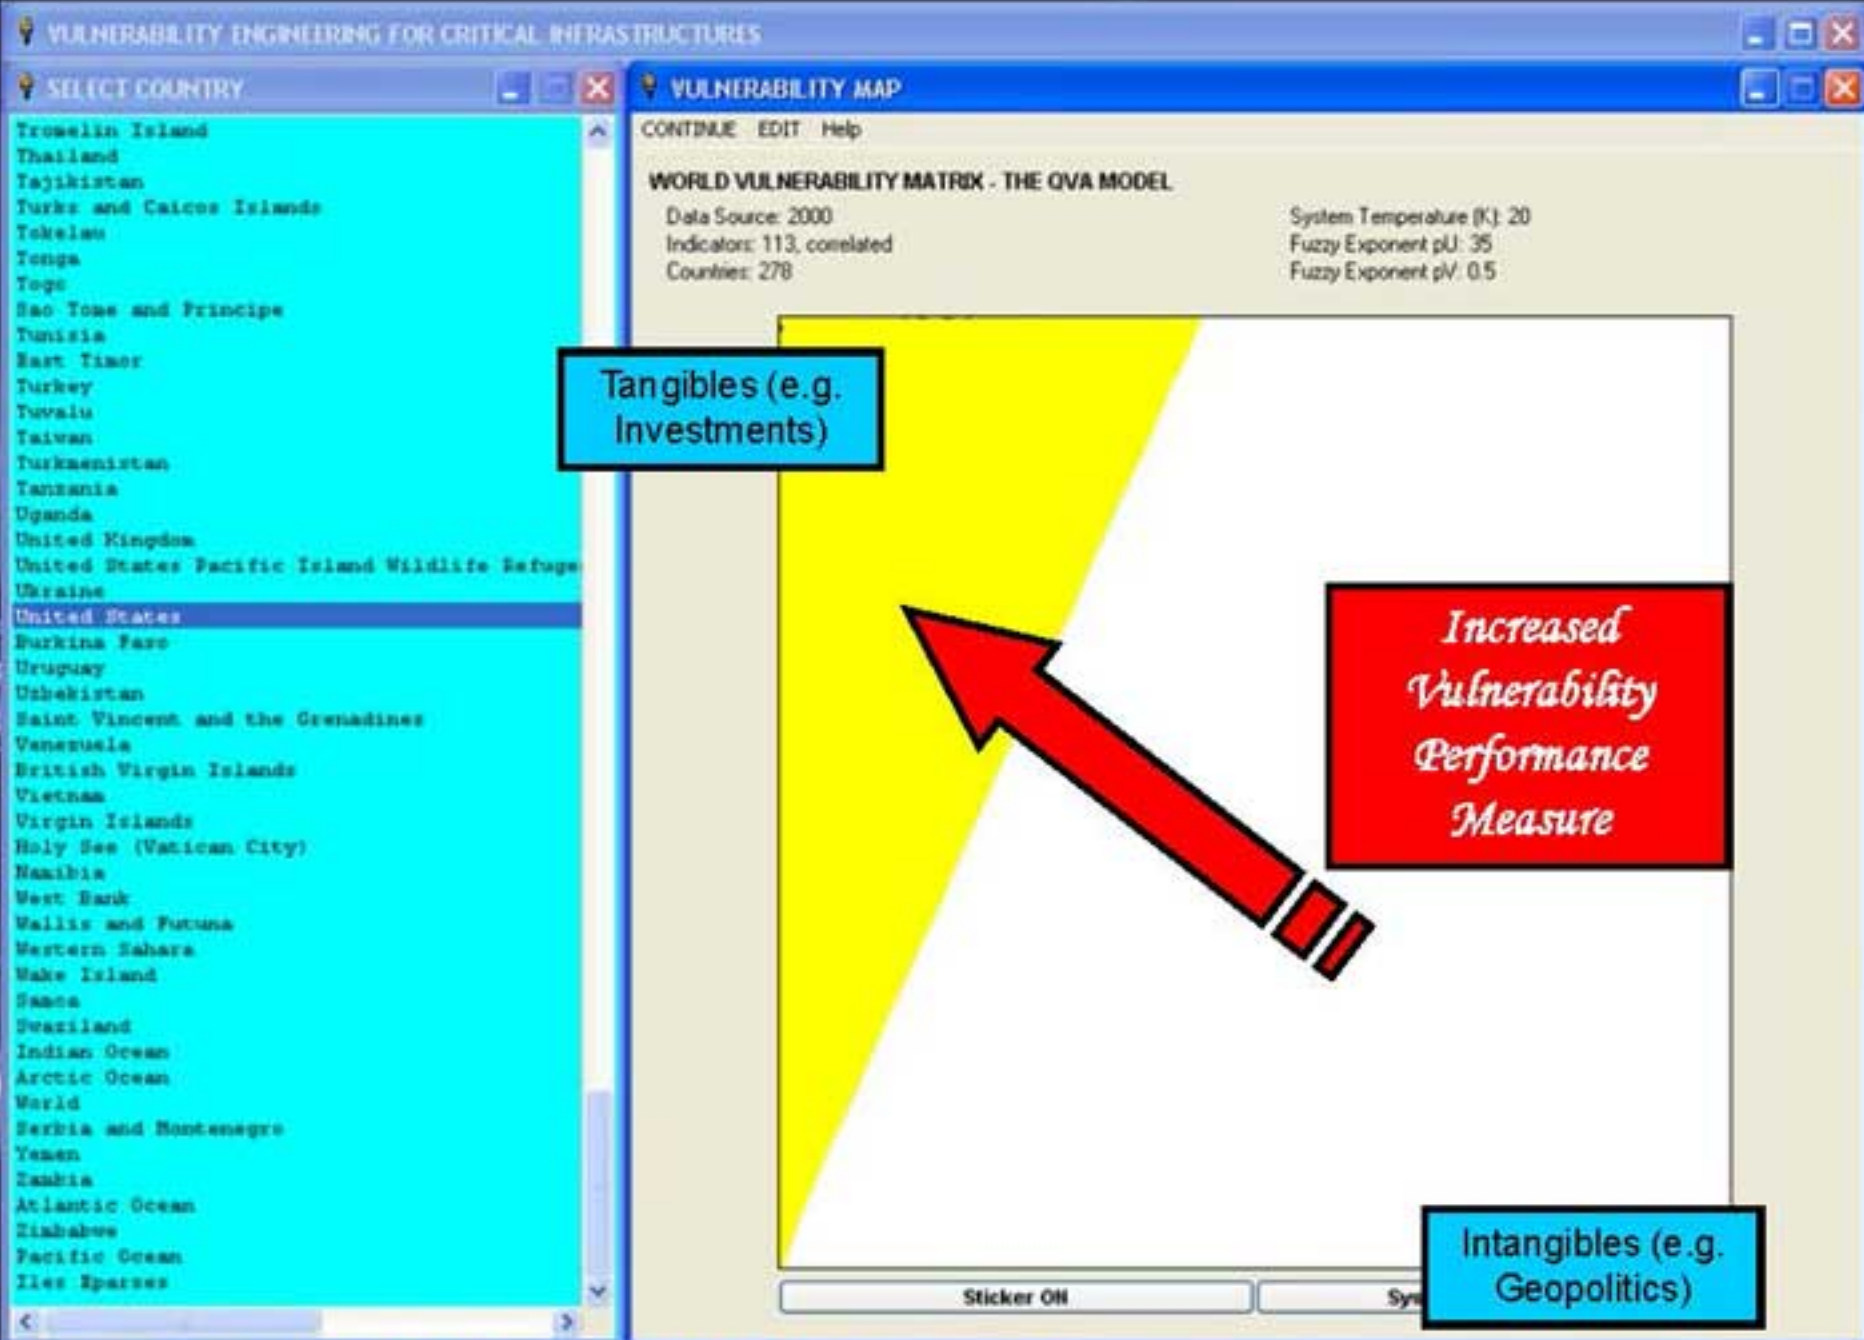 VULNERABILITY ENGINEERING FOR CRITICAL INFRASTRUCTURES
SELECT COUNTRY
Tromelin Island
Thailand
Tajikistan
Turks and Caicos Islands
Tokelau
Tonga
Togo
Sao Tome and Principe
Tunisia
East Timor
Turkey
Tuvalu
Taiwan
Turkmenistan
Tanzania
Uganda
United Kingdom
United States Pacific Island Wildlife Refuge
Ukraine
United States
Burkina Faso
Uruguay
Uzbekistan
Saint Vincent and the Grenadines
Venezuela
British Virgin Islands
Vietnam
Virgin Islands
Holy See (Vatican City)
Namibia
West Bank
Wallis and Futuna
Western Sahara
Wake Island
Samoa
Swaziland
Indian Ocean
Arctic Ocean
World
Serbia and Montenegro
Yemen
Zambia
Atlantic Ocean
Zimbabwe
Pacific Ocean
Iles Eparses
VULNERABILITY MAP
CONTINUE EDIT Help
WORLD VULNERABILITY MATRIX - THE QVA MODEL
Data Source: 2000
Indicators: 113, correlated
Countries: 278
System Temperature (K): 20
Fuzzy Exponent pU: 35
Fuzzy Exponent pV: 0.5
Tangibles (e.g.
Investments)
Increased
Vulnerability
Performance
Measure
Intangibles (e.g.
Geopolitics)
Sticker ON